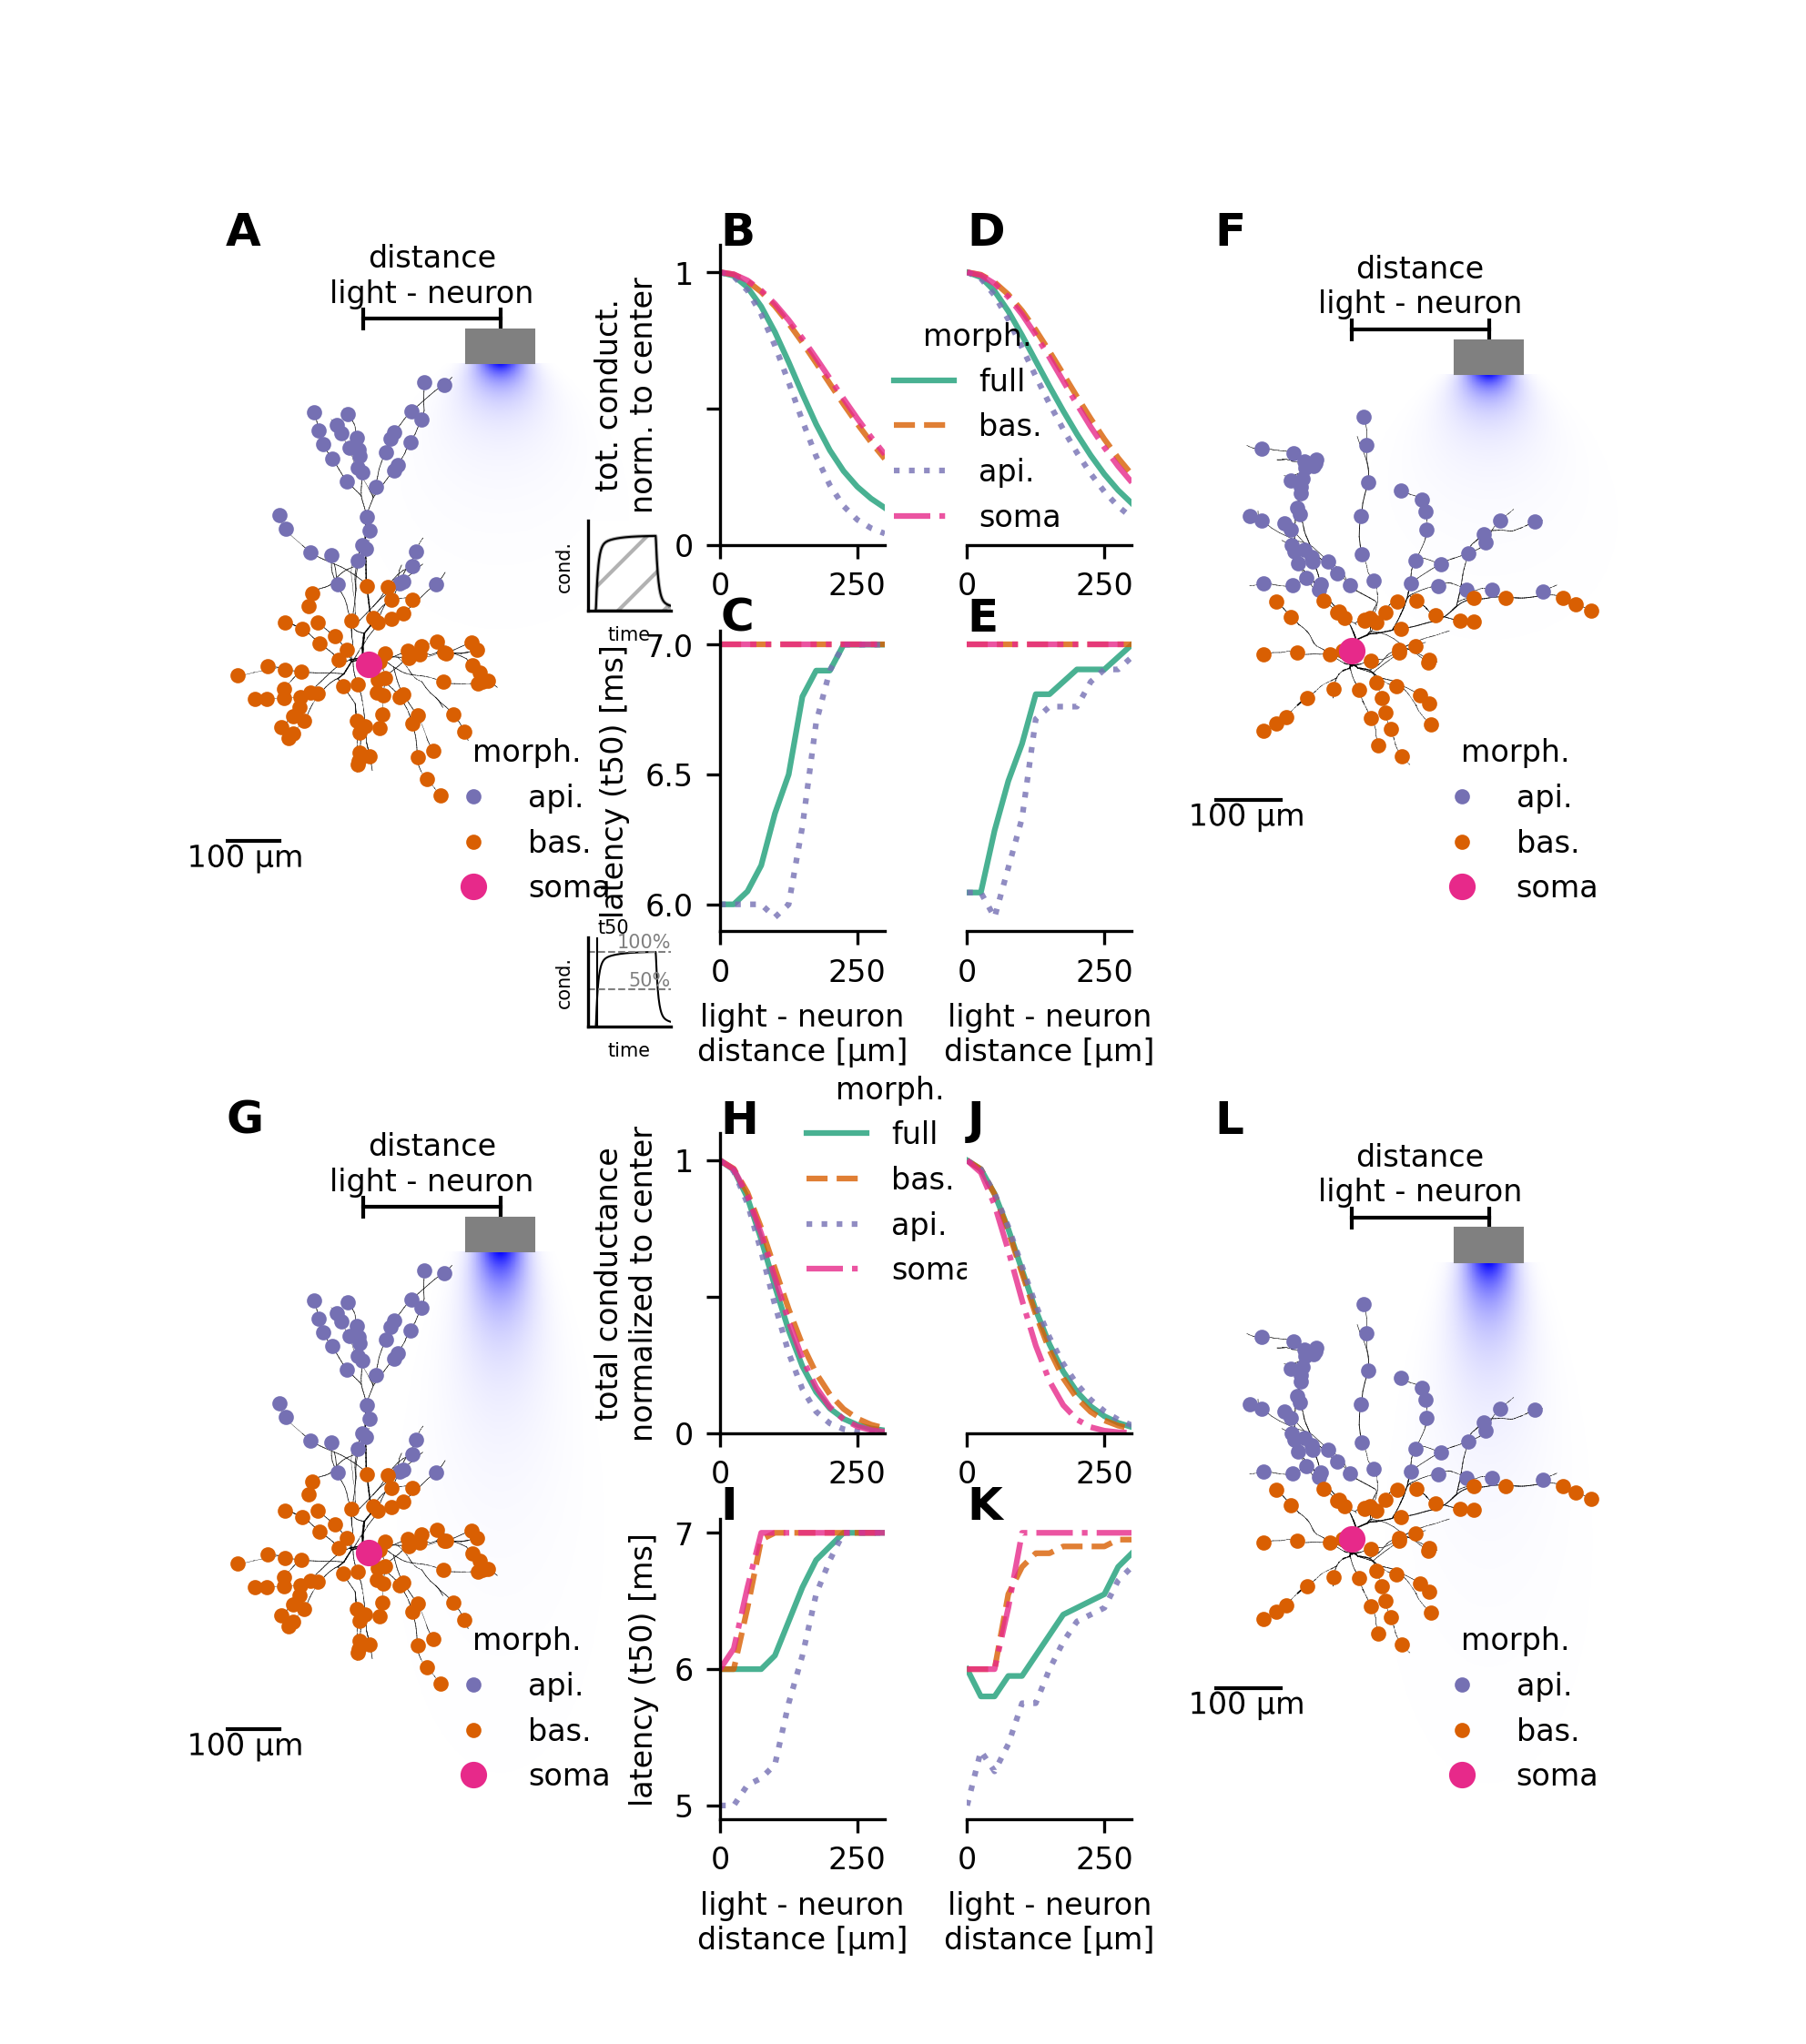 A
distance
light - neuron
morph.
api.
bas.
soma
100 µm
B
tot. conduct.
norm. to center
1
0
0
250
cond.
time
morph.
full
bas.
api.
soma
D
0
250
F
distance
light - neuron
morph.
api.
bas.
soma
100 µm
C
latency (t50) [ms]
7.0
6.5
6.0
0
250
light - neuron
distance [µm]
t50
100%
50%
cond.
time
E
0
250
light - neuron
distance [µm]
G
distance
light - neuron
morph.
api.
bas.
soma
100 µm
H
total conductance
normalized to center
1
0
0
250
morph.
full
bas.
api.
soma
J
0
250
L
distance
light - neuron
morph.
api.
bas.
soma
100 µm
I
latency (t50) [ms]
7
6
5
0
250
light - neuron
distance [µm]
K
0
250
light - neuron
distance [µm]